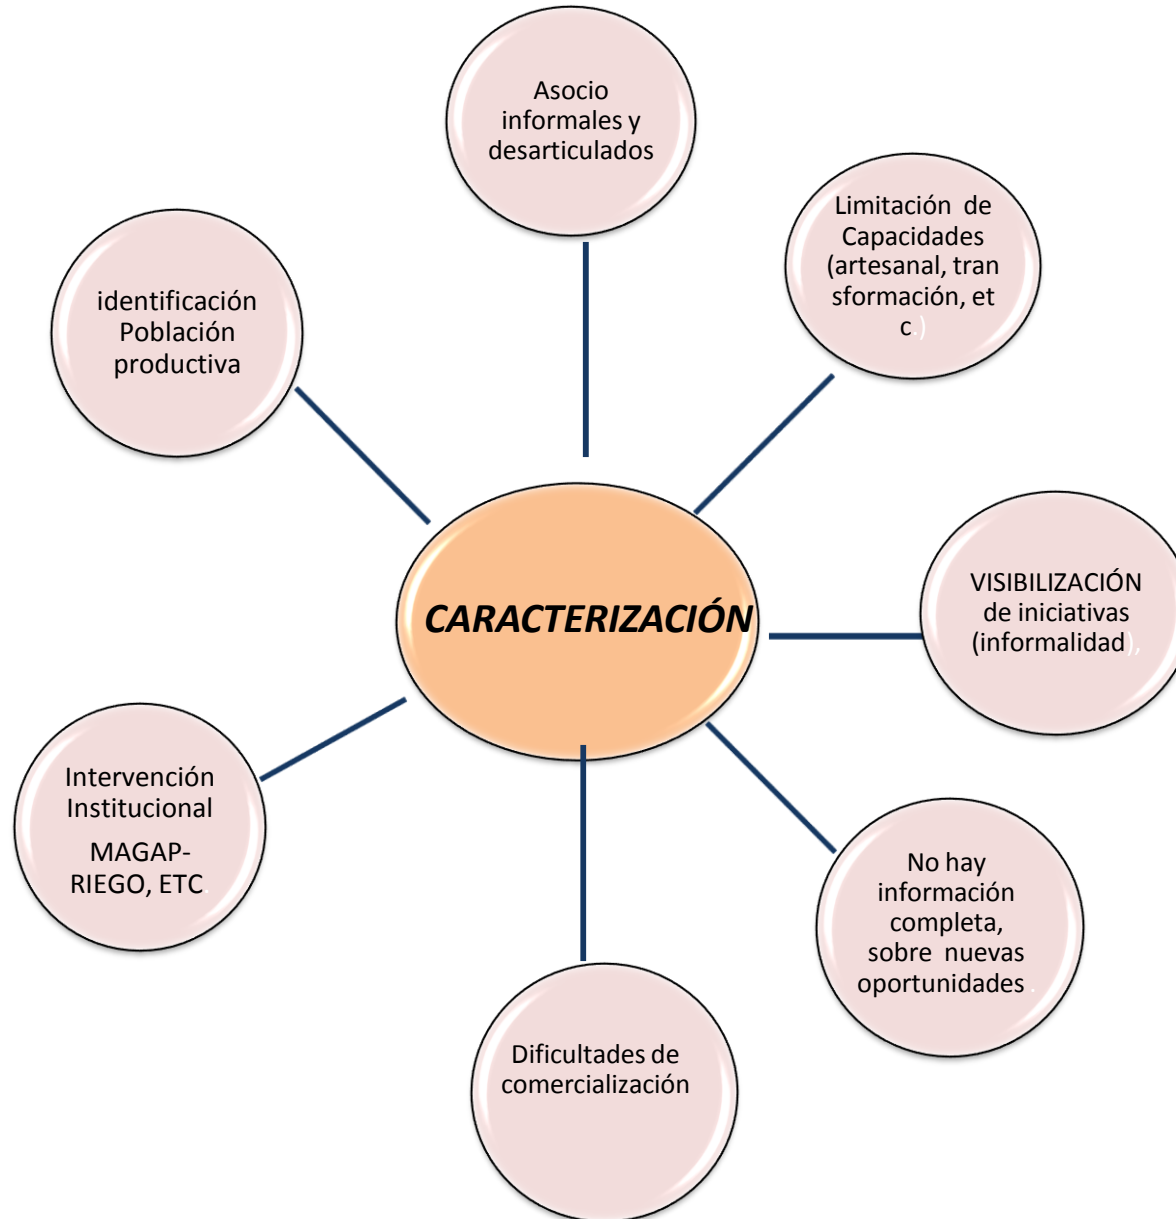 Asocio
informales y
desarticulados
Limitación de
Capacidades
(artesanal, tran
sformación, et
c.)
identificación
Población
productiva
CARACTERIZACIÓN
VISIBILIZACIÓN
de iniciativas
(informalidad),
Intervención
Institucional
MAGAP-
RIEGO, ETC.
No hay
información
completa,
sobre nuevas
oportunidades .
Dificultades de
comercialización